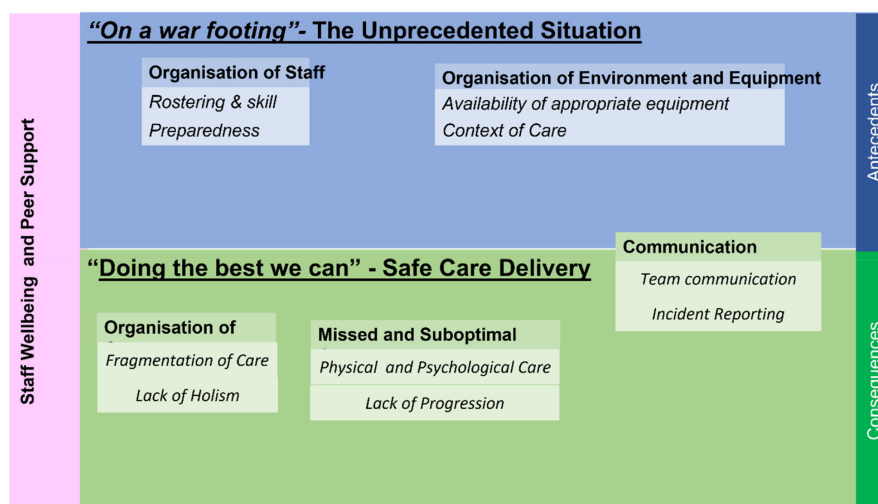 “On a war footing”- The Unprecedented Situation
Organisation of Staff
Rostering & skill
Preparedness
Organisation of Environment and Equipment
Availability of appropriate equipment
Context of Care
Antecedents
Staff Wellbeing and Peer Support
“Doing the best we can” - Safe Care Delivery
Communication
Team communication
Incident Reporting
Organisation of
Fragmentation of Care
Lack of Holism
Missed and Suboptimal
Physical and Psychological Care
Lack of Progression
Consequences